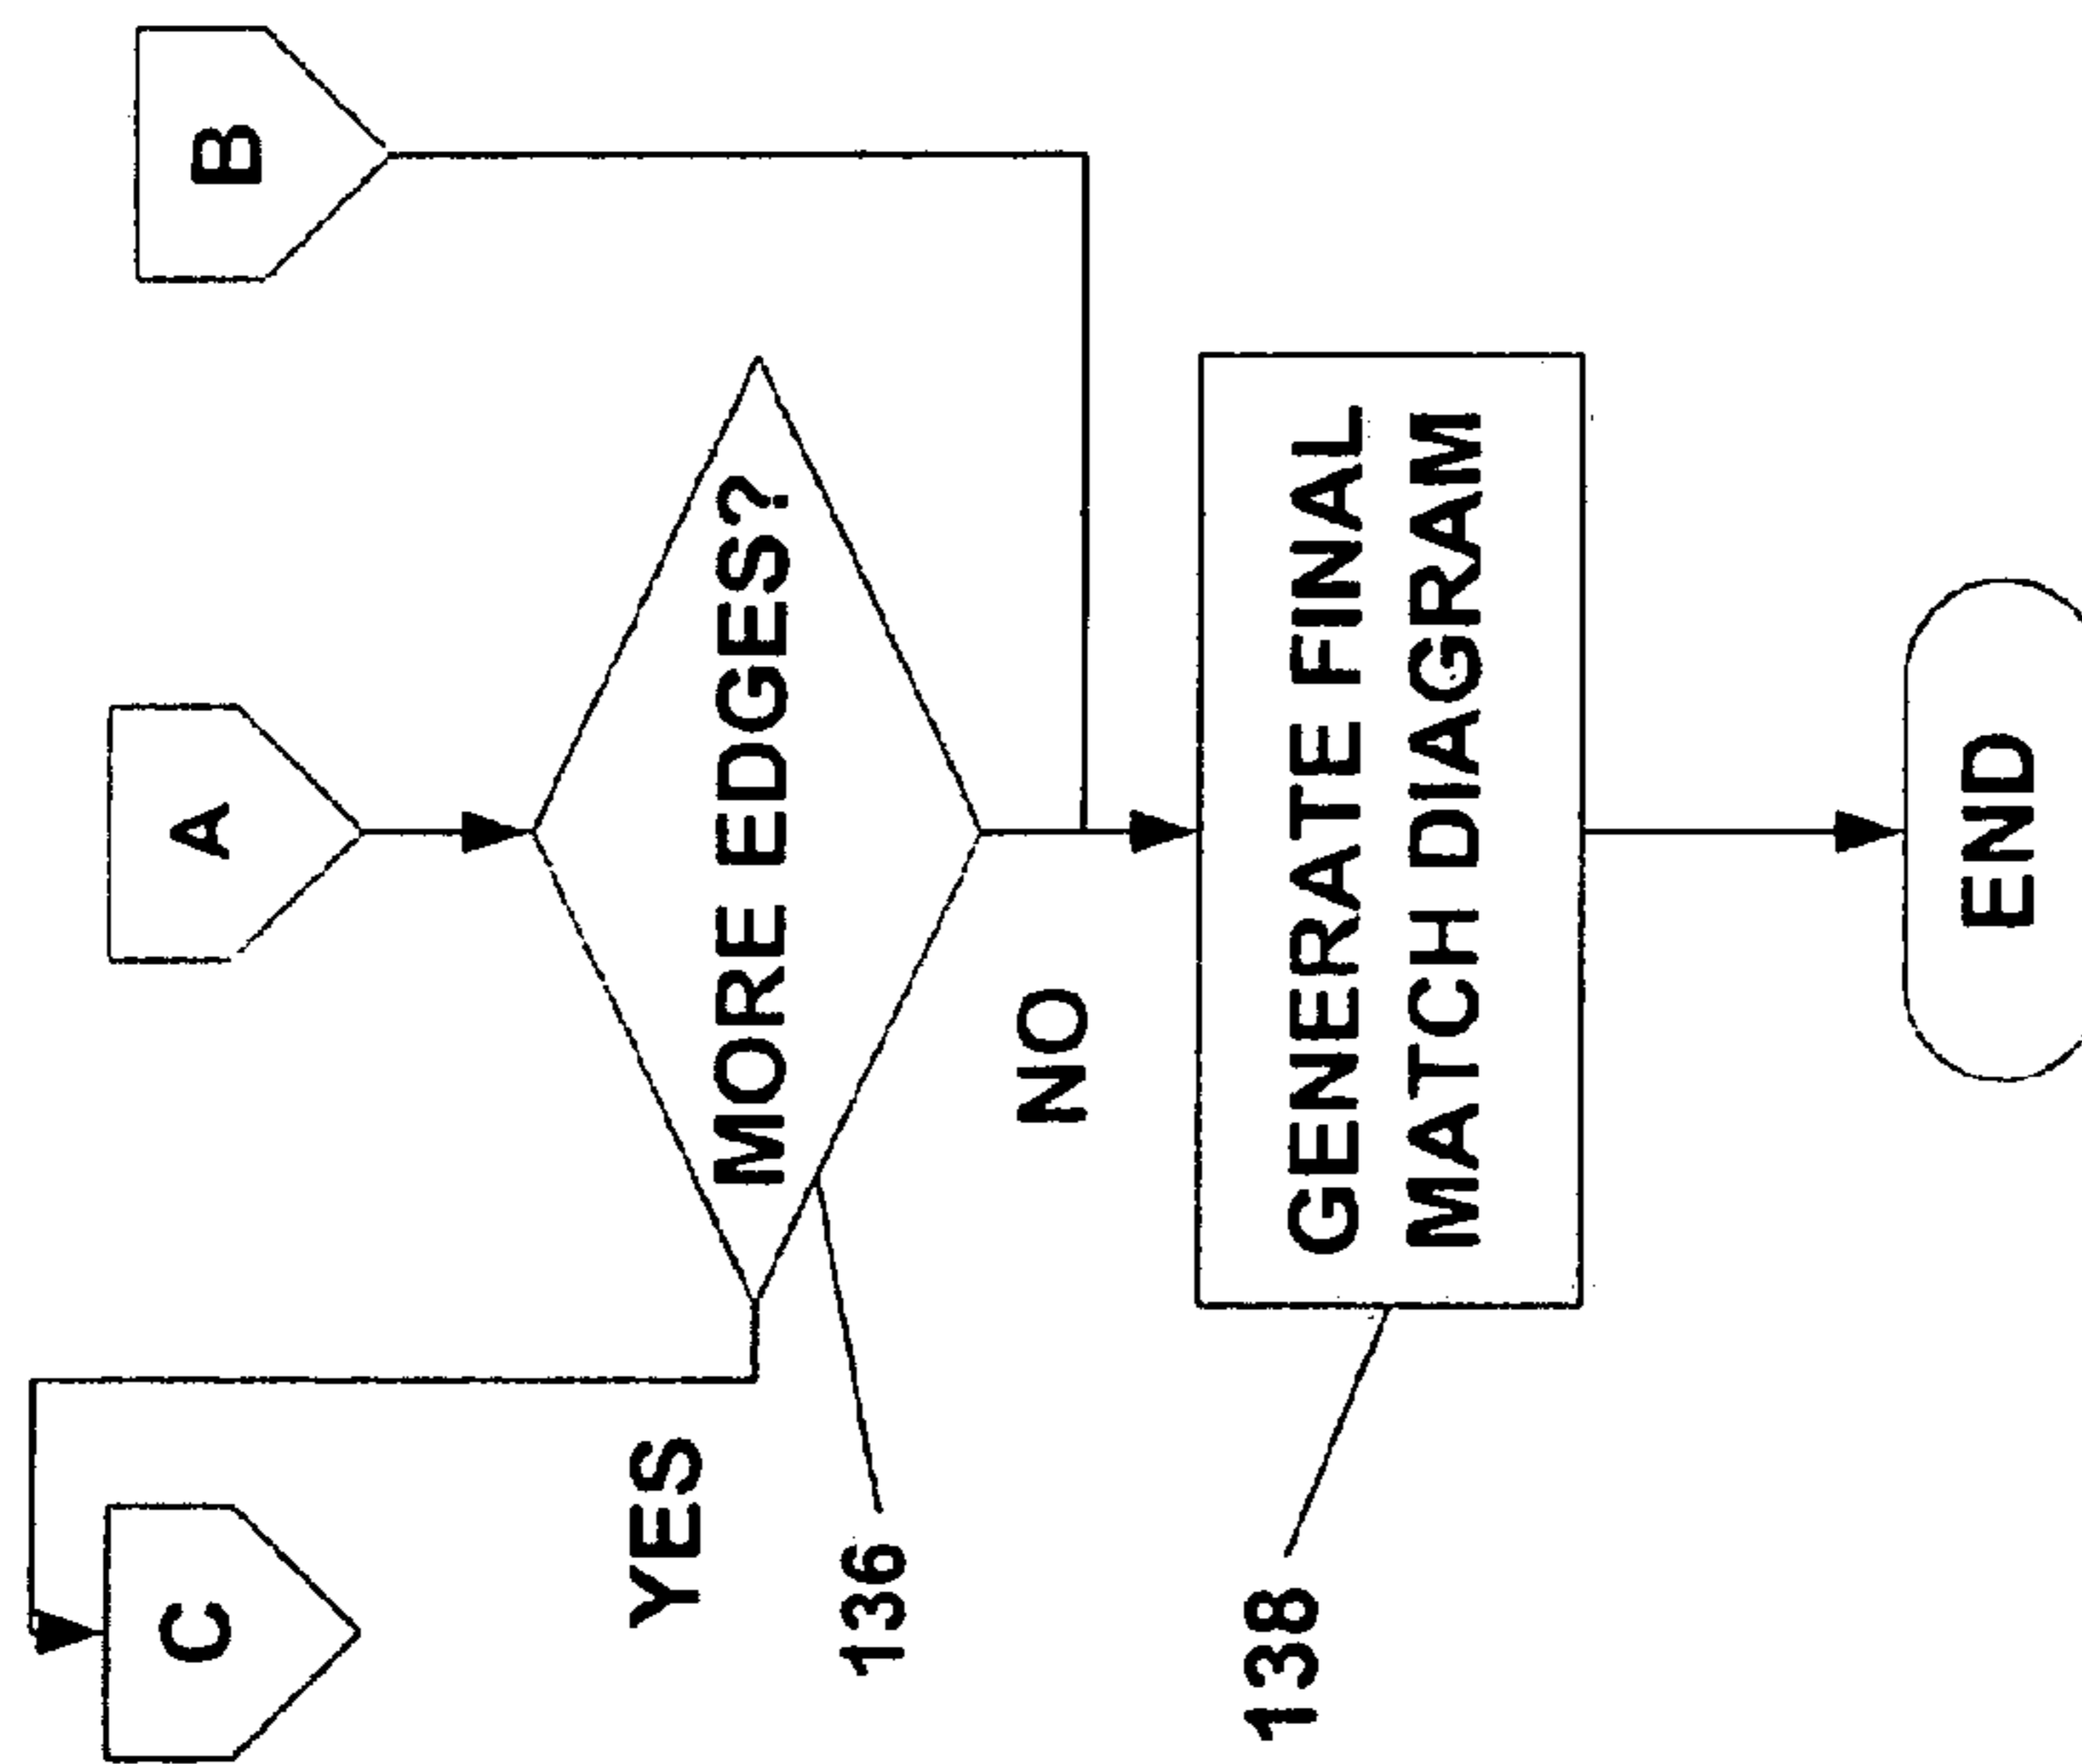 C
A
B
MORE EDGES?
YES
136
NO
GENERATE FINAL
MATCH DIAGRAM
138
END